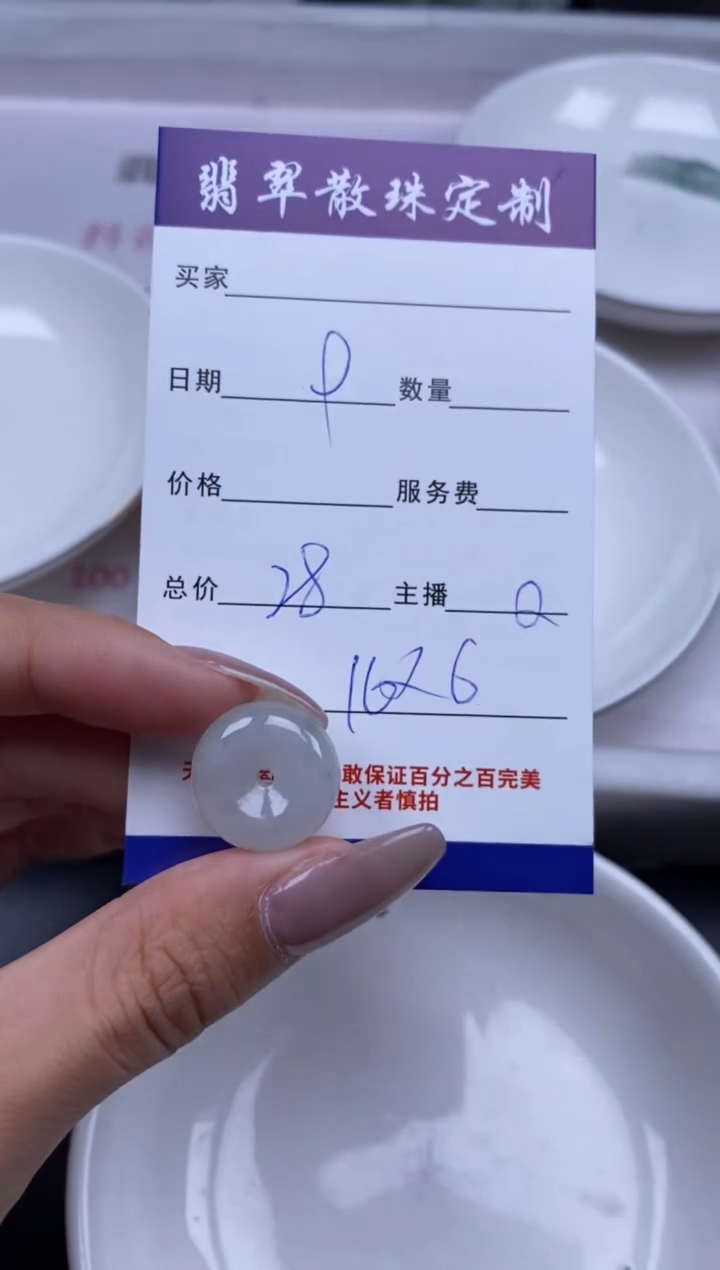 翡翠散珠定制
买家
日期 9 数量
价格 服务费
总价 28 主播 Q
1626
敢保证百分之百完美
主义者慎拍